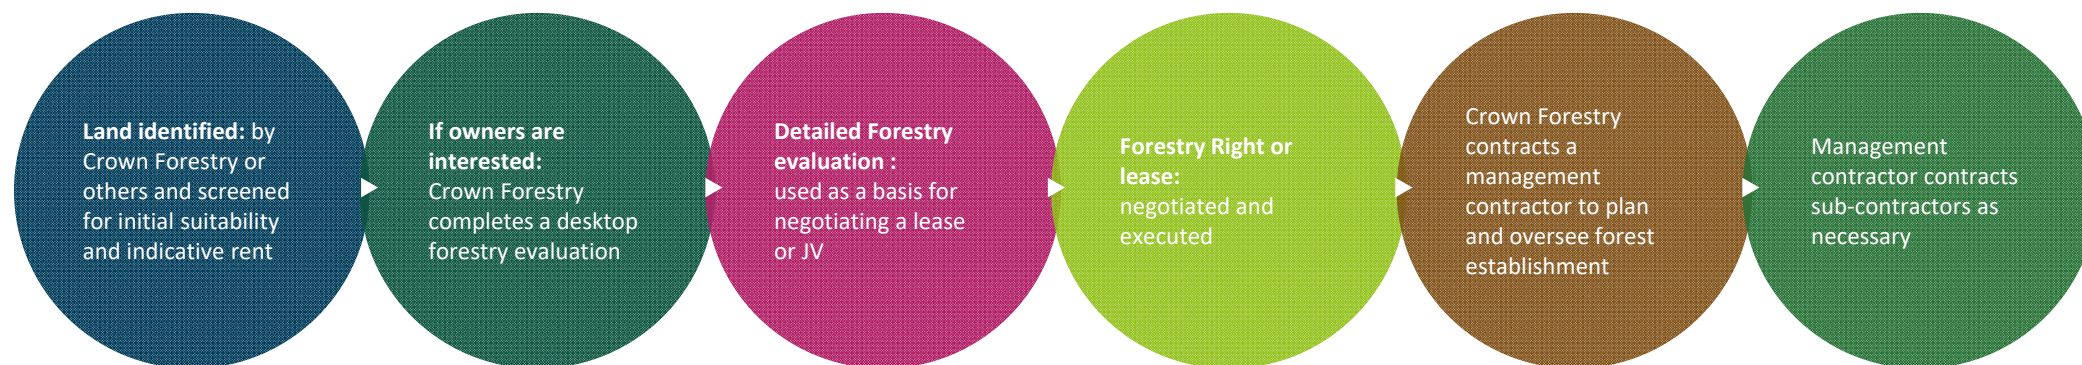 Land identified: by
Crown Forestry or
others and screened
for initial suitability
and indicative rent
If owners are
interested:
Crown Forestry
completes a desktop
forestry evaluation
Detailed Forestry
evaluation :
used as a basis for
negotiating a lease
or JV
Forestry Right or
lease:
negotiated and
executed
Crown Forestry
contracts a
management
contractor to plan
and oversee forest
establishment
Management
contractor contracts
sub-contractors as
necessary